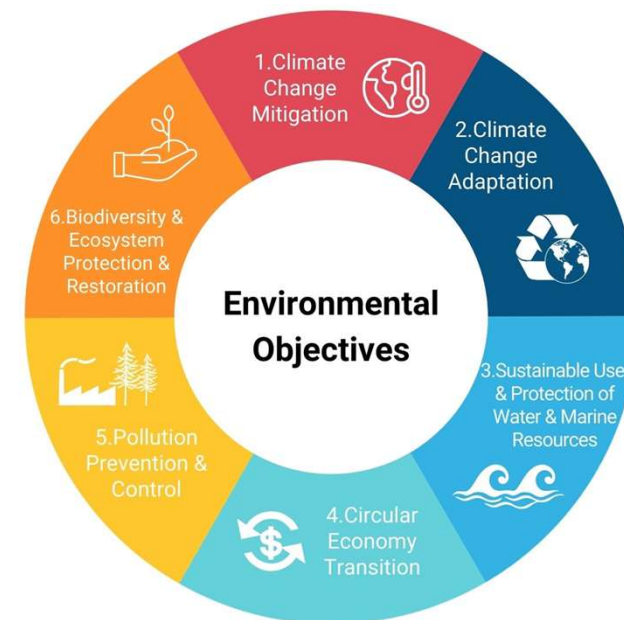 1.Climate
Change
Mitigation
2.Climate
Change
Adaptation
3.Sustainable Use
& Protection of
Water & Marine
Resources
4.Circular
Economy
Transition
5.Pollution
Prevention &
Control
6.Biodiversity &
Ecosystem
Protection &
Restoration
Environmental
Objectives
$